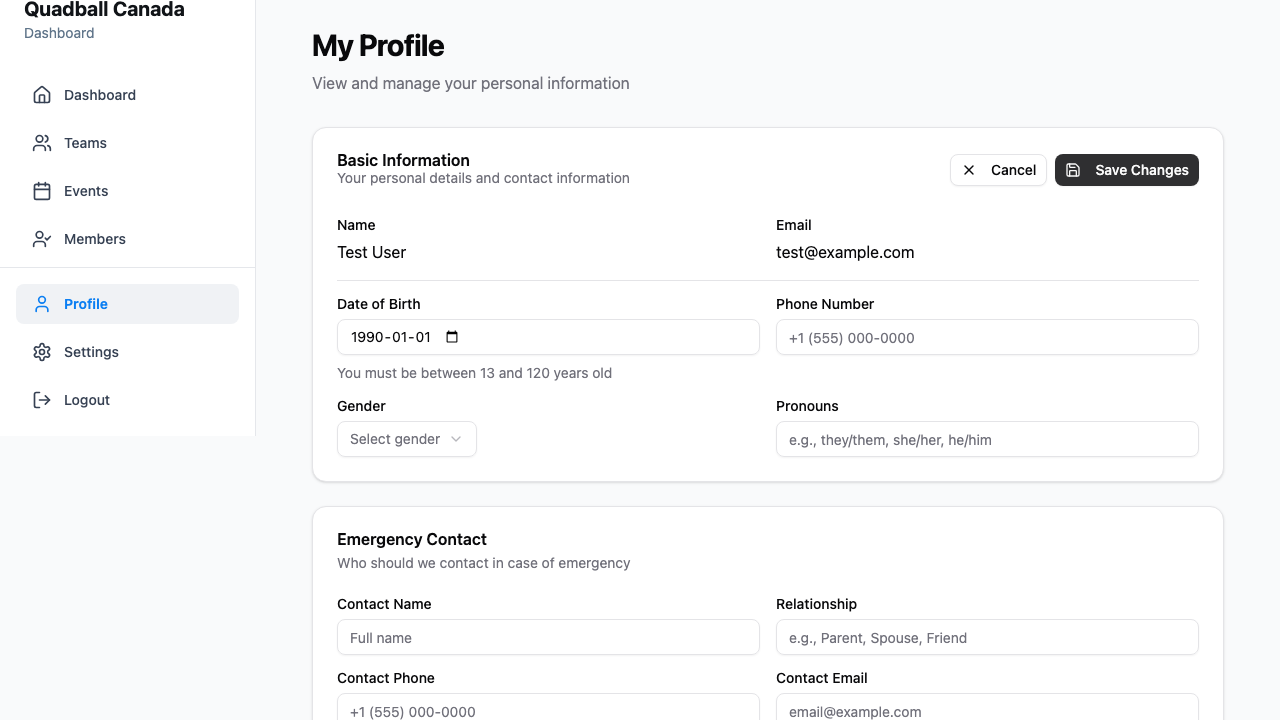 Quadball Canada
Dashboard
Dashboard
Teams
Events
Members
Profile
Settings
Logout
My Profile
View and manage your personal information
Basic Information
Your personal details and contact information
Cancel
Save Changes
Name
Email
Test User
test@example.com
Date of Birth
Phone Number
1990-01-01
+1 (555) 000-0000
You must be between 13 and 120 years old
Gender
Pronouns
Select gender
e.g., they/them, she/her, he/him
Emergency Contact
Who should we contact in case of emergency
Contact Name
Relationship
Full name
e.g., Parent, Spouse, Friend
Contact Phone
Contact Email
+1 (555) 000-0000
email@example.com